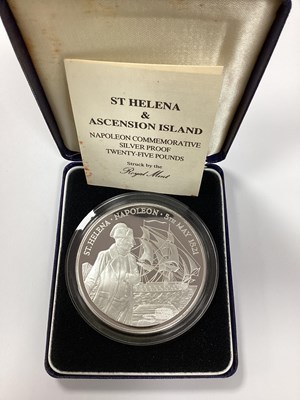 ST HELENA
&
ASCENSION ISLAND
NAPOLEON COMMEMORATIVE
SILVER PROOF
TWENTY-FIVE POUNDS
Struck by the
Royal Mint
ST. HELENA · NAPOLEON · 5TH MAY 1821